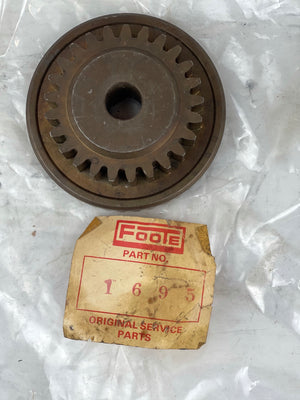 FOOTE
PART NO.
1695
ORIGINAL SERVICE
PARTS